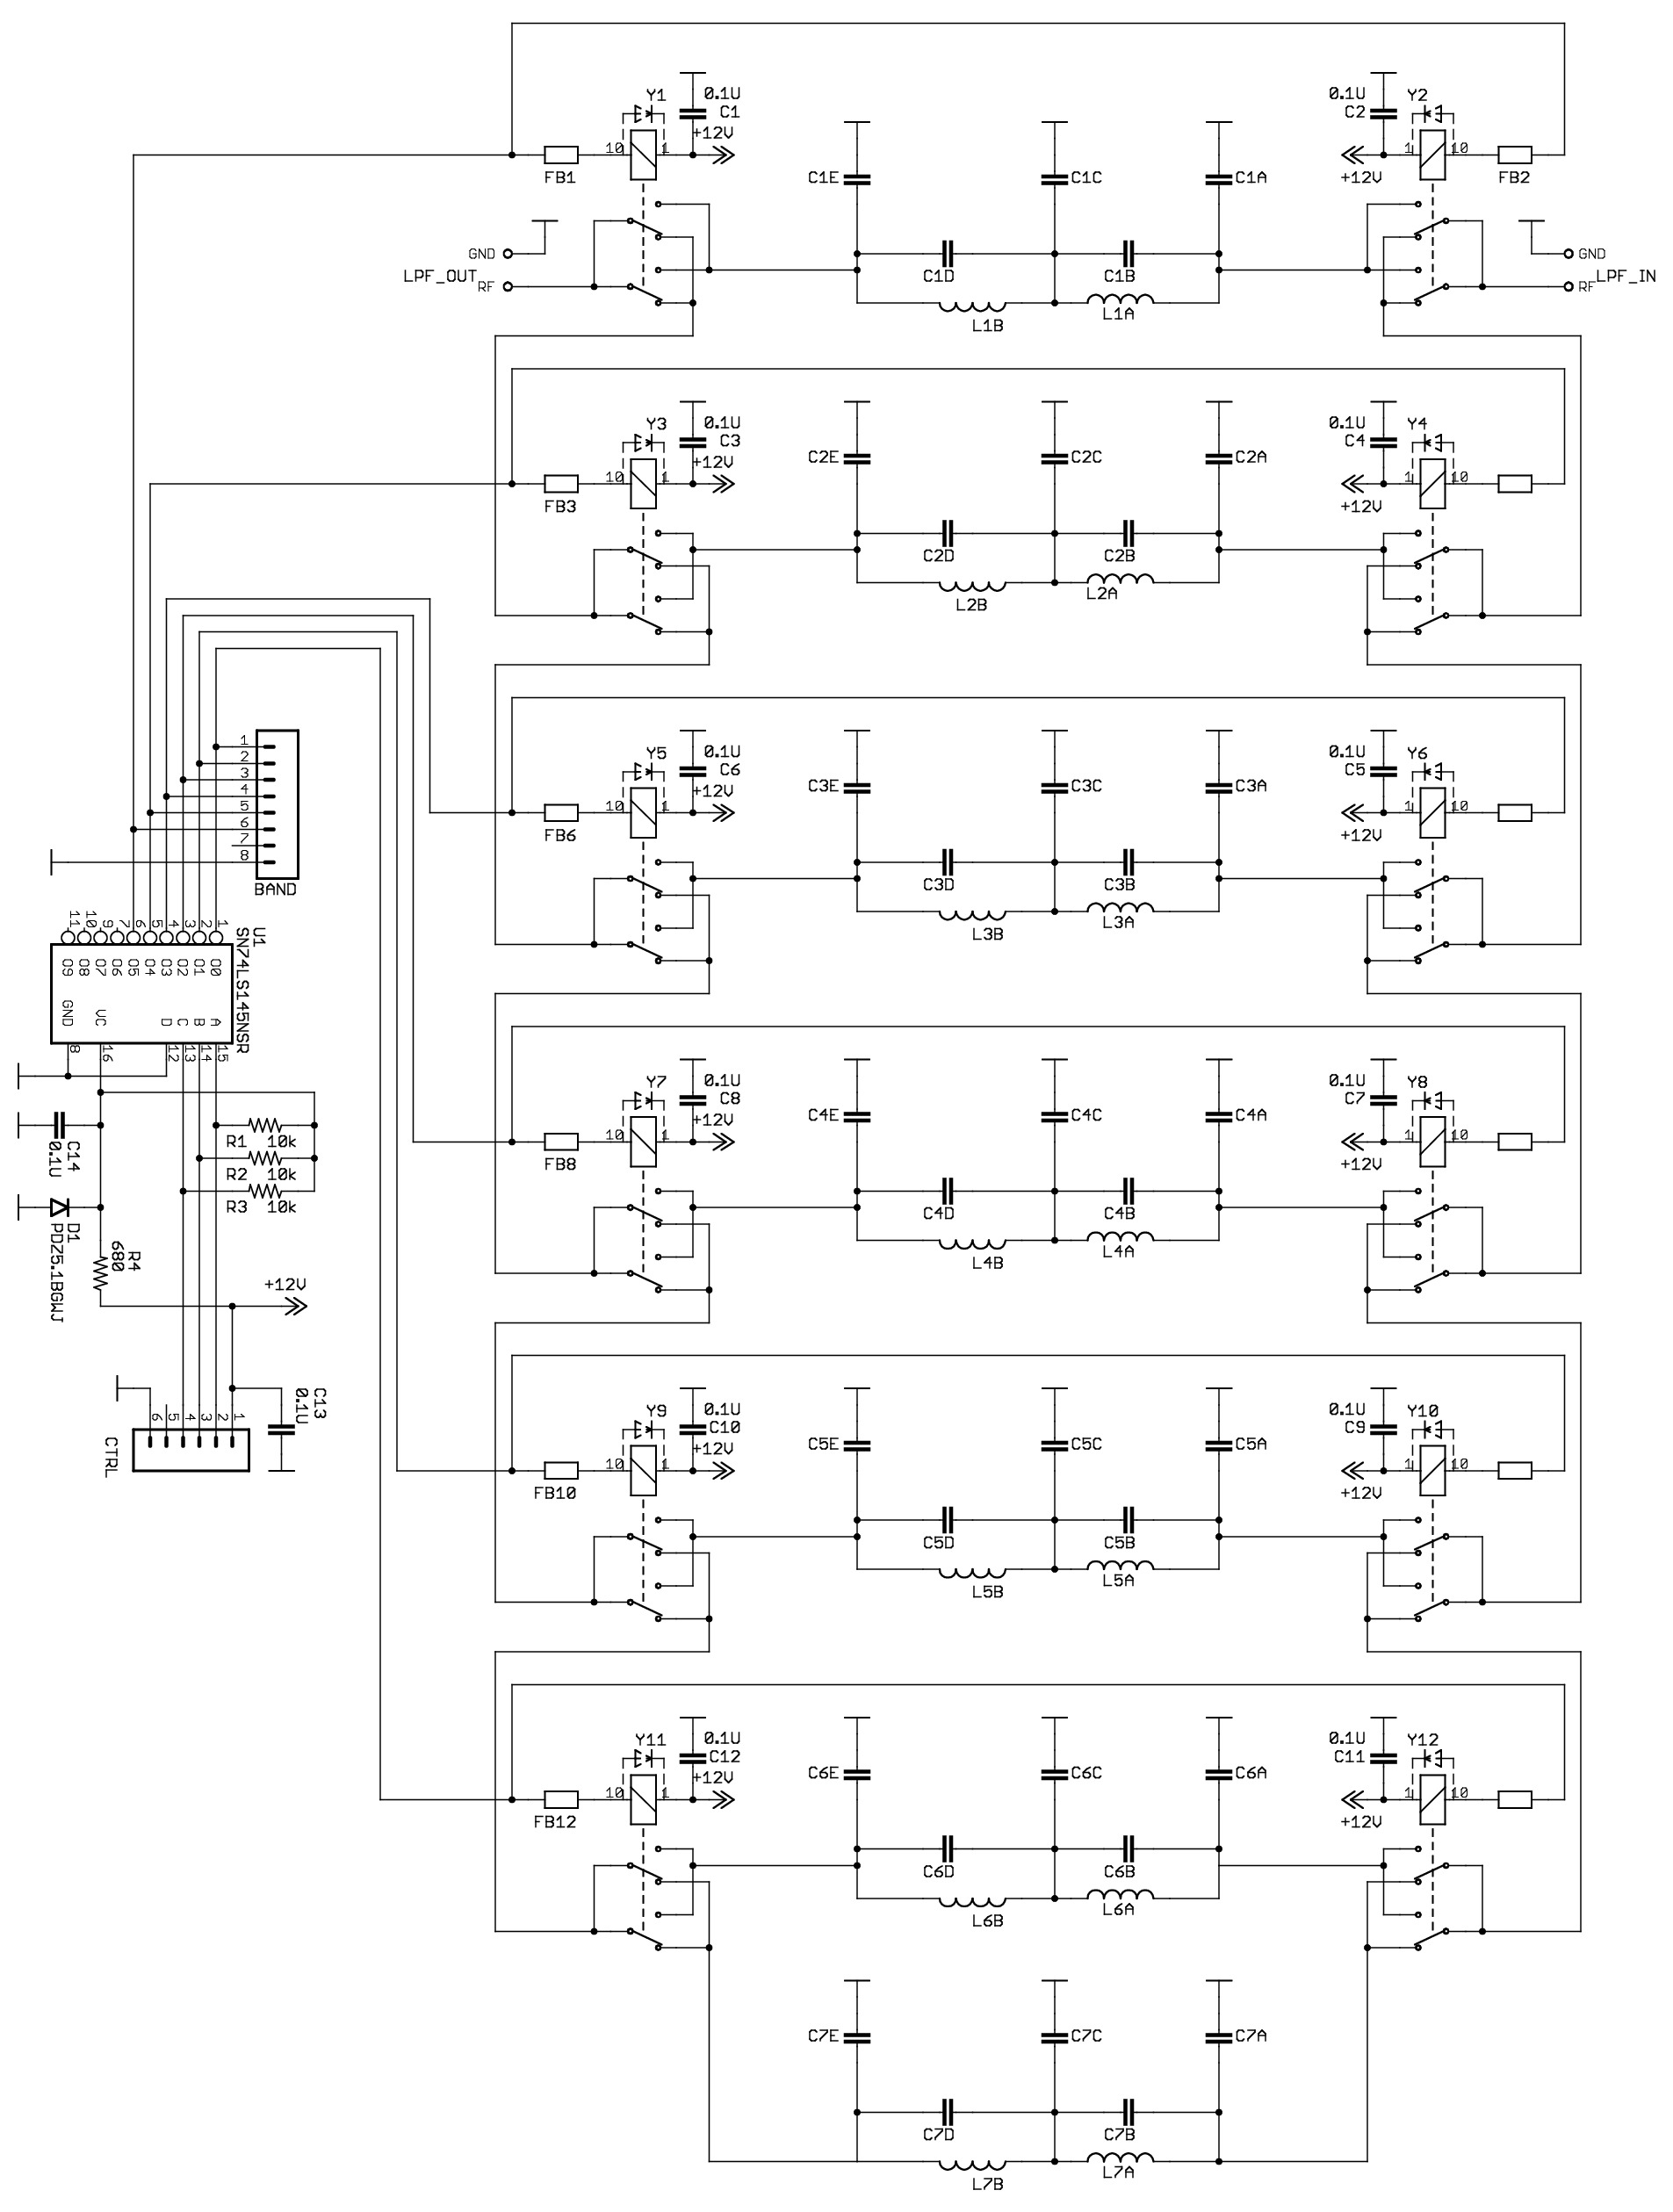 0.1U
Y1
C1
+12V
10
1
FB1
C1E
C1C
C1A
0.1U
Y2
C2
1
10
+12V
FB2
GND
LPF_OUT
RF
C1D
C1B
L1B
L1A
GND
LPF_IN
RF
0.1U
Y3
C3
+12V
10
1
FB3
C2E
C2C
C2A
0.1U
Y4
C4
1
10
+12V
C2D
C2B
L2B
L2A
0.1U
Y5
C6
+12V
10
1
FB6
C3E
C3C
C3A
0.1U
Y6
C5
1
10
+12V
C3D
C3B
L3B
L3A
1
2
3
4
5
6
7
8
BAND
U1
SN74LS145NSR
11
10
9
7
6
5
4
3
2
1
O9
O8
O7
O6
O5
O4
O3
O2
O1
O0
GND
VC
D
C
B
A
8
16
12
13
14
15
0.1U
Y7
C8
+12V
10
1
FB8
C4E
C4C
C4A
0.1U
Y8
C7
1
10
+12V
C4D
C4B
L4B
L4A
R1 10k
R2 10k
R3 10k
C14
0.1U
D1
PDZ5.1BGWJ
R4
680
+12V
C13
0.1U
6
5
4
3
2
1
CTRL
0.1U
Y9
C10
+12V
10
1
FB10
C5E
C5C
C5A
0.1U
Y10
C9
1
10
+12V
C5D
C5B
L5B
L5A
0.1U
Y11
C12
+12V
10
1
FB12
C6E
C6C
C6A
0.1U
Y12
C11
1
10
+12V
C6D
C6B
L6B
L6A
C7E
C7C
C7A
C7D
C7B
L7B
L7A